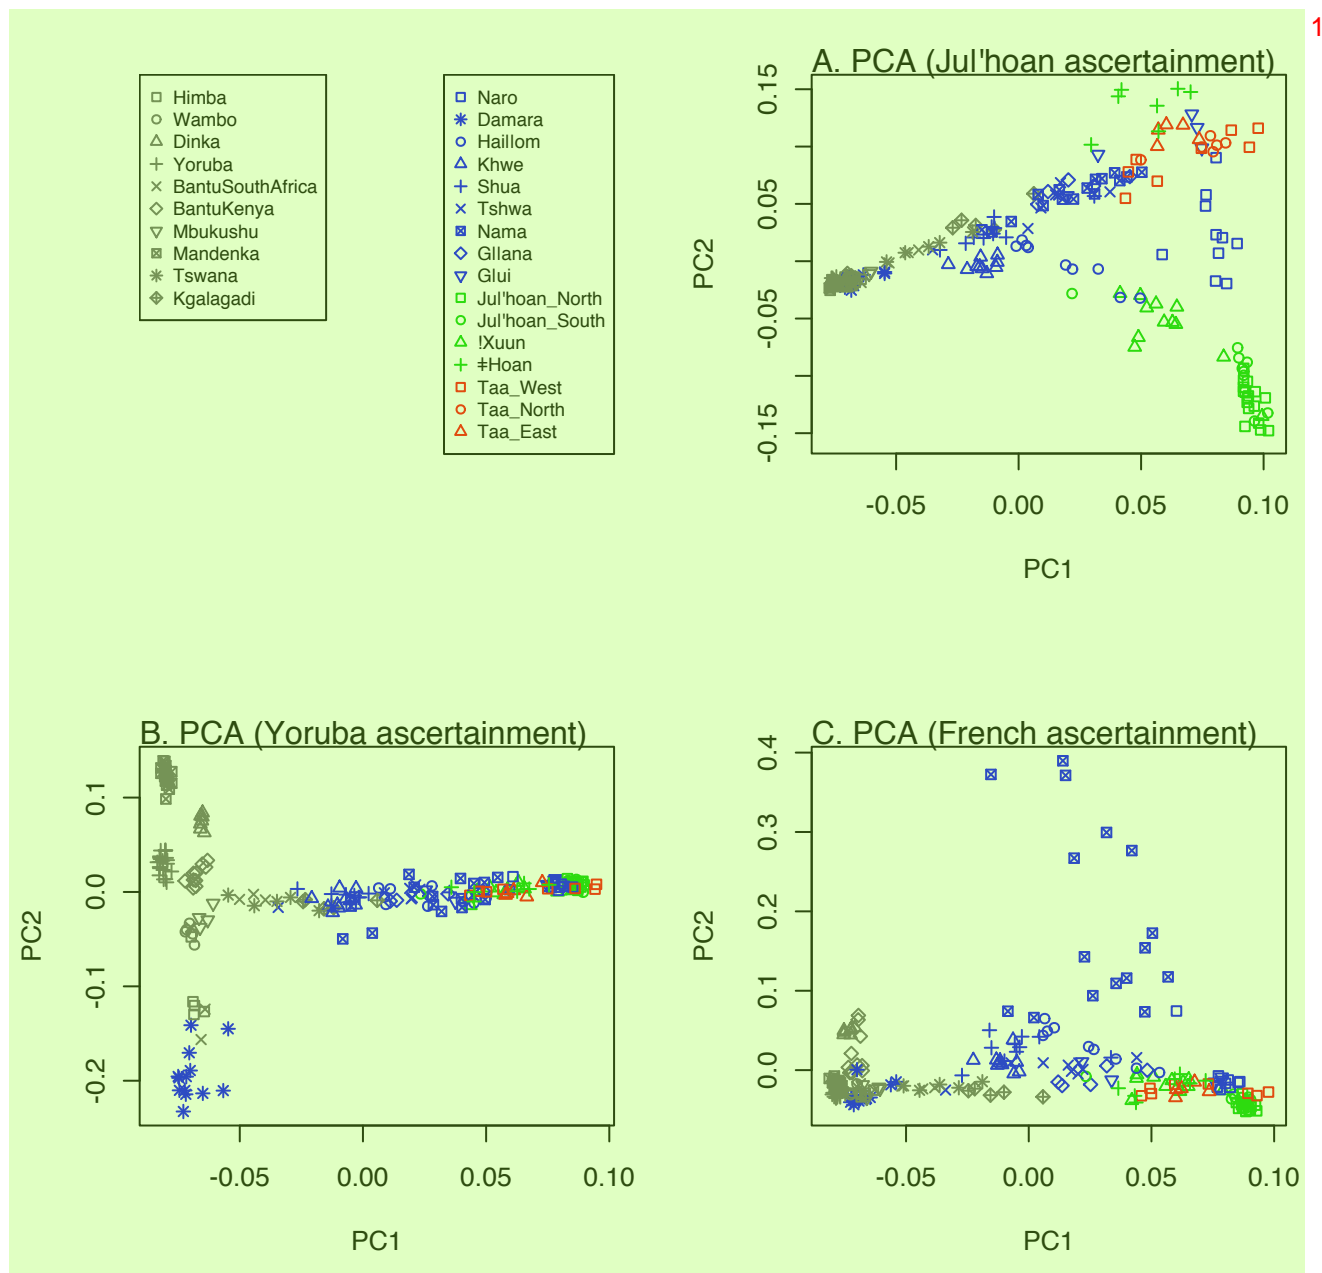 1
Himba
Wambo
Dinka
Yoruba
BantuSouthAfrica
BantuKenya
Mbukushu
Mandenka
Tswana
Kgalagadi
Naro
Damara
Haillom
Khwe
Shua
Tshwa
Nama
Gllana
Glui
Jul'hoan_North
Jul'hoan_South
!Xuun
ǂHoan
Taa_West
Taa_North
Taa_East
A. PCA (Jul'hoan ascertainment)
0.15
0.05
-0.05
-0.15
PC2
-0.05 0.00 0.05 0.10
PC1
B. PCA (Yoruba ascertainment)
0.1
0.0
-0.1
-0.2
PC2
-0.05 0.00 0.05 0.10
PC1
C. PCA (French ascertainment)
0.4
0.3
0.2
0.1
0.0
PC2
-0.05 0.00 0.05 0.10
PC1